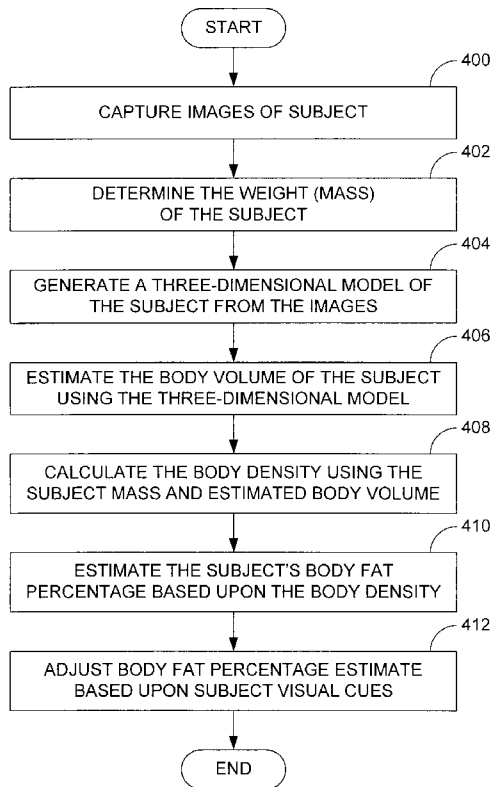 START
400
CAPTURE IMAGES OF SUBJECT
402
DETERMINE THE WEIGHT (MASS)
OF THE SUBJECT
404
GENERATE A THREE-DIMENSIONAL MODEL OF
THE SUBJECT FROM THE IMAGES
406
ESTIMATE THE BODY VOLUME OF THE SUBJECT
USING THE THREE-DIMENSIONAL MODEL
408
CALCULATE THE BODY DENSITY USING THE
SUBJECT MASS AND ESTIMATED BODY VOLUME
410
ESTIMATE THE SUBJECT'S BODY FAT
PERCENTAGE BASED UPON THE BODY DENSITY
412
ADJUST BODY FAT PERCENTAGE ESTIMATE
BASED UPON SUBJECT VISUAL CUES
END